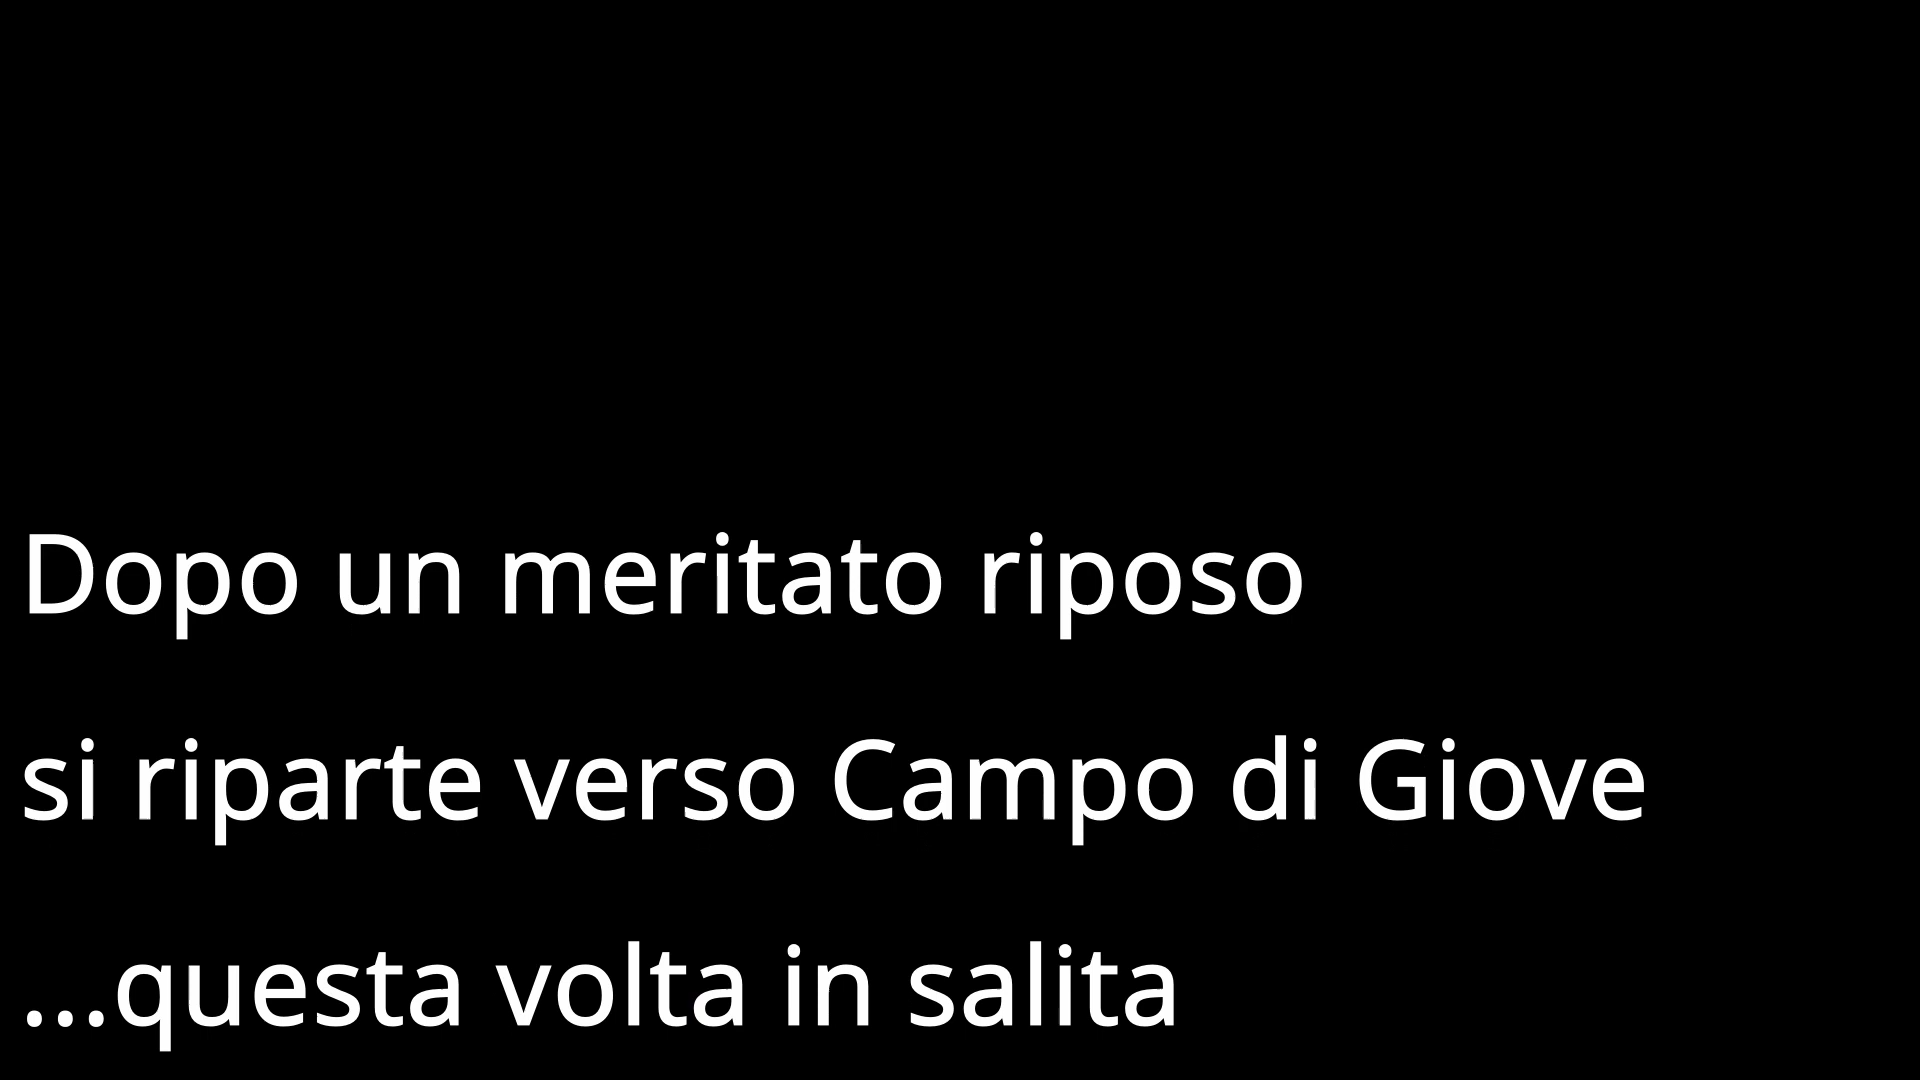 Dopo un meritato riposo
si riparte verso Campo di Giove
...questa volta in salita